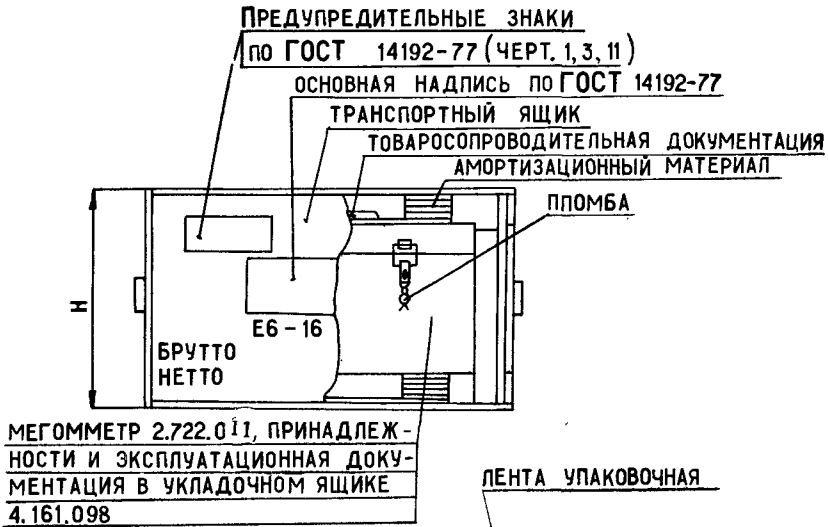 ПРЕДУПРЕДИТЕЛЬНЫЕ ЗНАКИ
ПО ГОСТ 14192-77 (ЧЕРТ. 1, 3, 11)
ОСНОВНАЯ НАДПИСЬ ПО ГОСТ 14192-77
ТРАНСПОРТНЫЙ ЯЩИК
ТОВАРОСОПРОВОДИТЕЛЬНАЯ ДОКУМЕНТАЦИЯ
АМОРТИЗАЦИОННЫЙ МАТЕРИАЛ
ПЛОМБА
H
Е6-16
БРУТТО
НЕТТО
МЕГОММЕТР 2.722.011, ПРИНАДЛЕЖ-
НОСТИ И ЭКСПЛУАТАЦИОННАЯ ДОКУ-
МЕНТАЦИЯ В УКЛАДОЧНОМ ЯЩИКЕ
4.161.098
ЛЕНТА УПАКОВОЧНАЯ